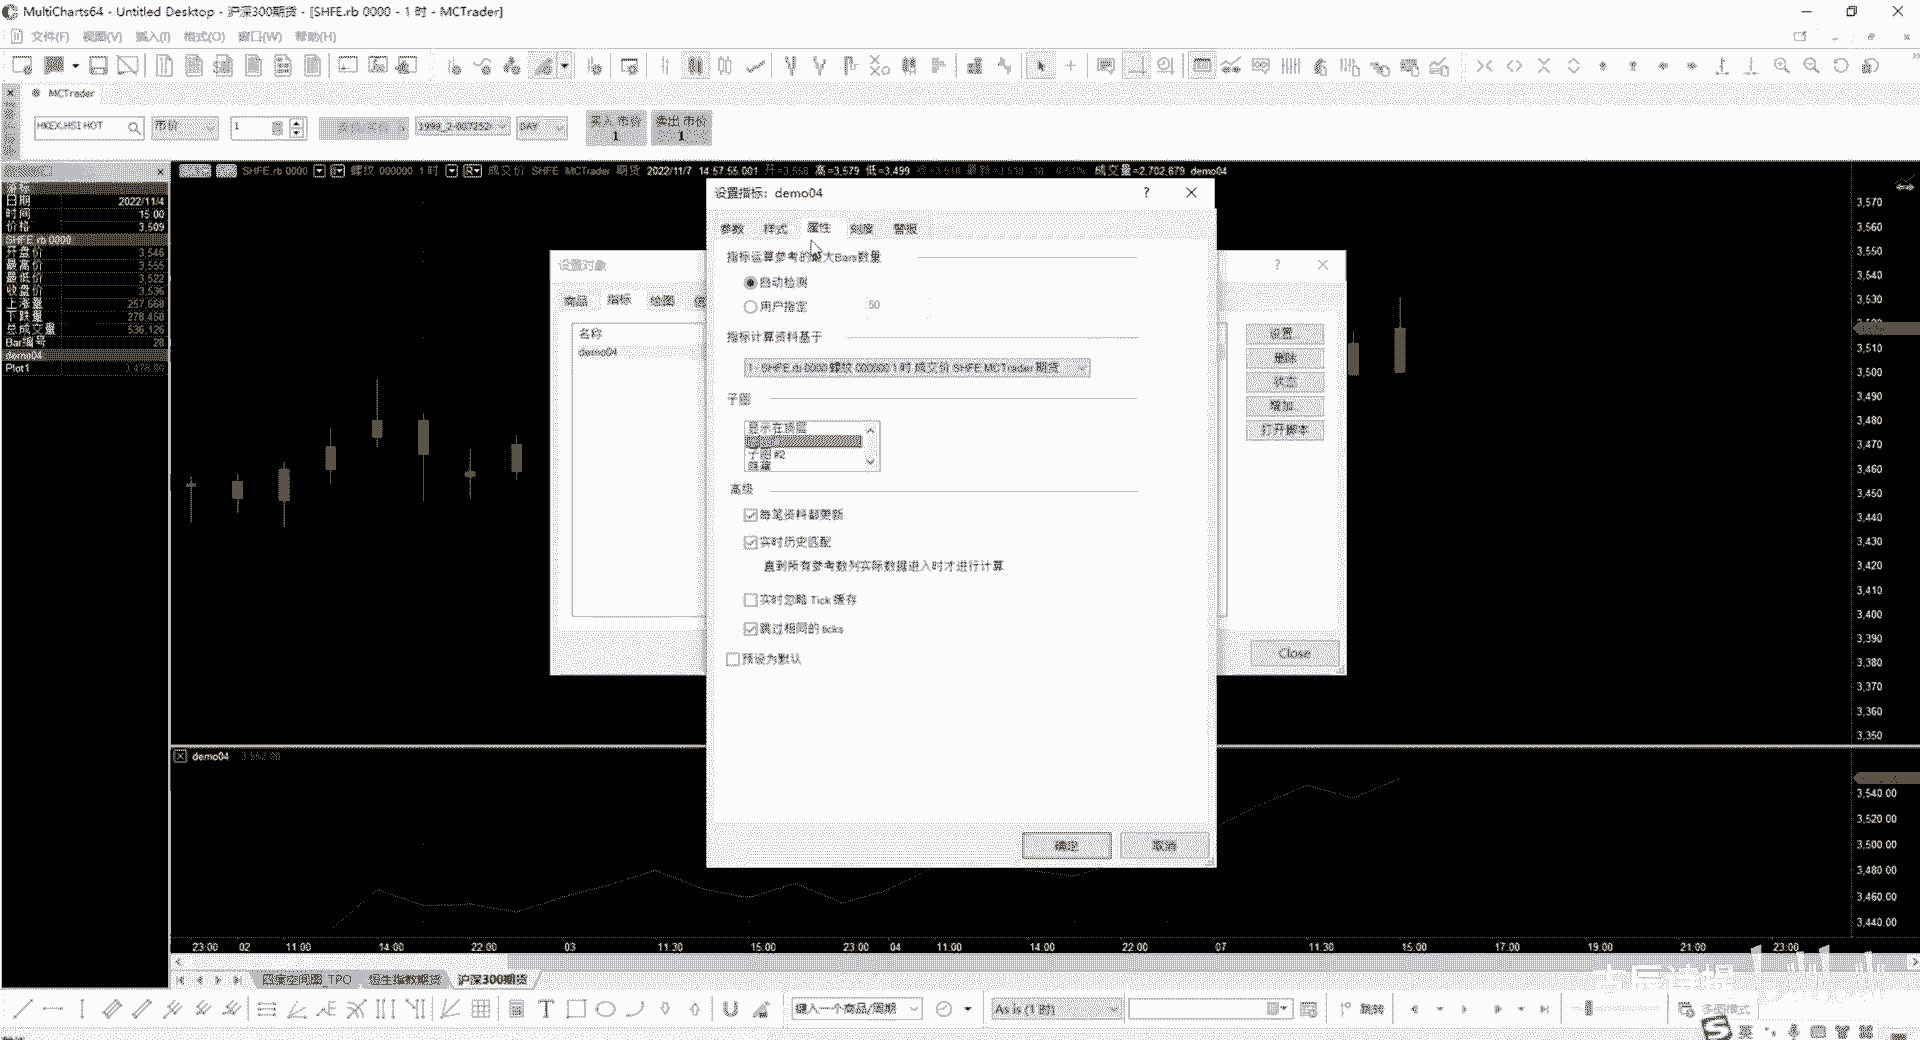 MultiCharts64 - Untitled Desktop - 沪深300期货 - [SHFE.rb 0000 - 1 时 - MCTrader]
文件(F) 视图(V) 插入(I) 格式(O) 窗口(W) 帮助(H)
MCTrader
HKEX.HSI HOT 市价 1 DAY 买入 市价 1 卖出 市价 1
SHFE.rb 0000 螺纹 000000 1 时 成交价 SHFE MCTrader 期货 2022/11/7 14:57:55.001 高=3,579 低=3,499 成交量=2,702,879 demo04
日期 2022/11/4
时间 15:00
价格 3,509
SHFE.rb 0000
开盘价 3,546
最高价 3,555
最低价 3,522
收盘价 3,536
上涨量 257,668
下跌量 278,458
总成交量 536,126
Bar编号 28
demo04
Plot1
设置对象
商品 指标 绘图
名称
demo04
设置
删除
状态
增加
打开脚本
Close
设置指标: demo04
参数 样式 属性 刻度 警报
指标运算参考的最大Bars数量
自动检测
用户指定 50
指标计算资料基于
1 - SHFE.rb 0000 螺纹 000000 1 时 成交价 SHFE MCTrader 期货
子图
显示在顶层
子图 #2
隐藏
高级
每笔资料都更新
实时历史匹配
直到所有参考数列实际数据进入时才进行计算
实时忽略 Tick 缓存
跳过相同的 ticks
预设为默认
确定 取消
3,570
3,560
3,550
3,540
3,530
3,510
3,500
3,490
3,480
3,470
3,460
3,450
3,440
3,430
3,420
3,410
3,400
3,390
3,380
3,370
3,360
3,350
demo04
3,540.00
3,520.00
3,500.00
3,480.00
3,460.00
3,440.00
23:00 02 11:00 14:00 22:00 03 11:30 15:00 23:00 04 11:00 14:00 22:00 07 11:30 15:00 17:00 19:00 21:00 23:00
四度空间图_TPO 恒生指数期货 沪深300期货
键入一个商品/周期 As is (1 时) 跳转 多图模式
英